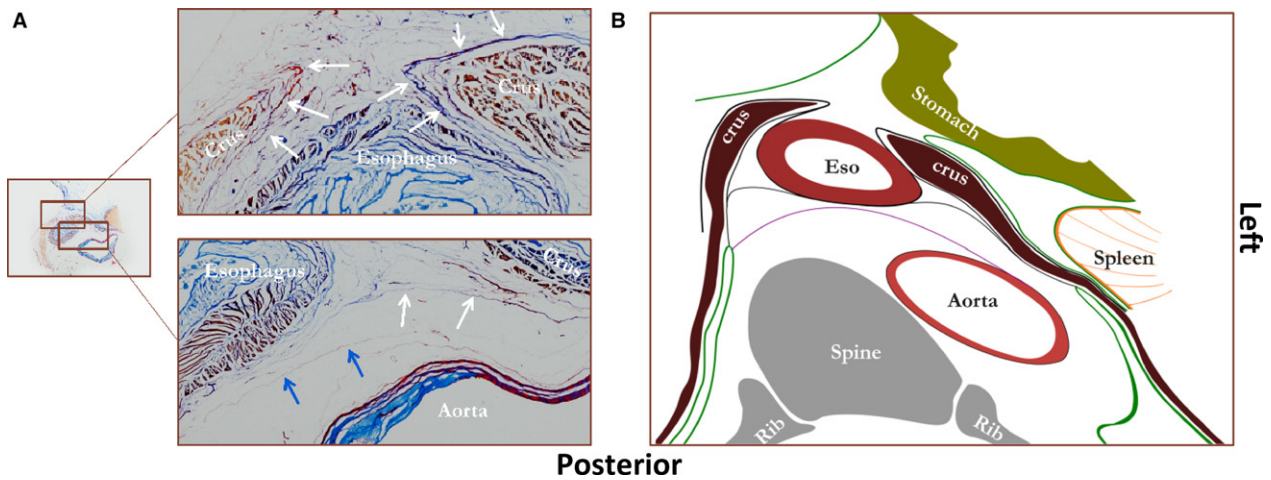 A
Crus
Crus
Esophagus
Esophagus
Crus
Aorta
B
Stomach
crus
Eso
crus
Spleen
Aorta
Spine
Rib
Rib
Left
Posterior